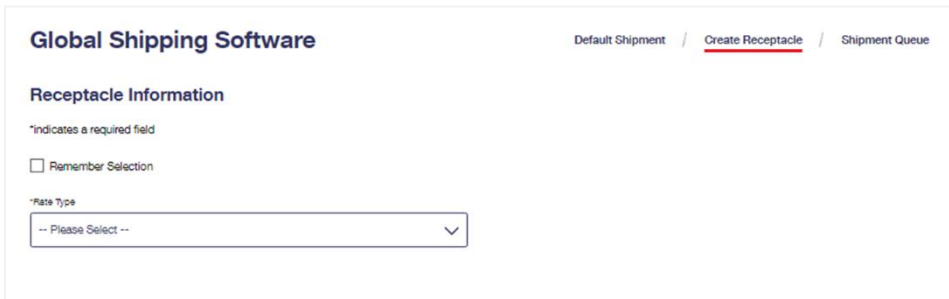 Global Shipping Software
Default Shipment / Create Receptacle / Shipment Queue
Receptacle Information
*indicates a required field
Remember Selection
*Rate Type
-- Please Select --